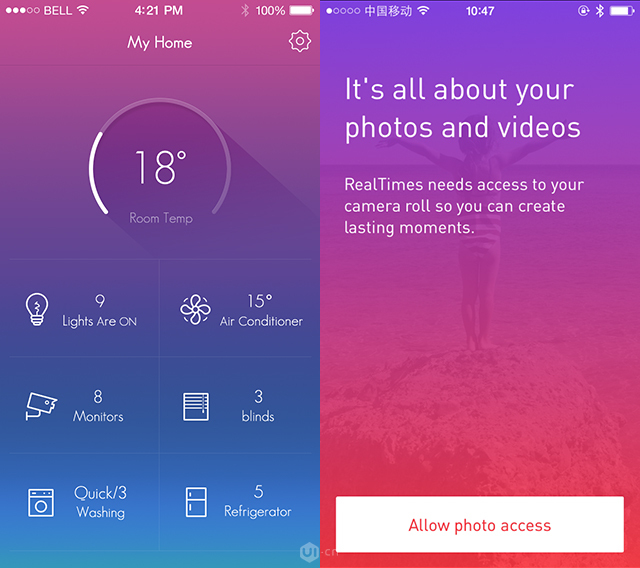 BELL
4:21 PM
100%
My Home
18°
Room Temp
9
Lights Are ON
15°
Air Conditioner
8
Monitors
3
blinds
Quick/3
Washing
5
Refrigerator
中国移动
10:47
It's all about your
photos and videos
RealTimes needs access to your
camera roll so you can create
lasting moments.
Allow photo access
UI·cn